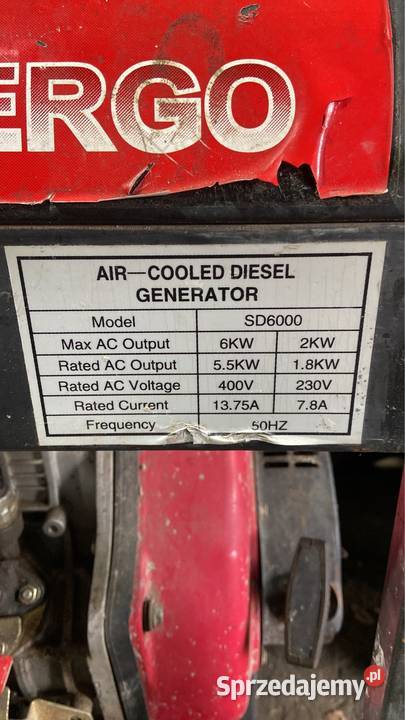 ERGO
AIR—COOLED DIESEL
GENERATOR
Model SD6000
Max AC Output 6KW 2KW
Rated AC Output 5.5KW 1.8KW
Rated AC Voltage 400V 230V
Rated Current 13.75A 7.8A
Frequency 50HZ
Sprzedajemy.pl